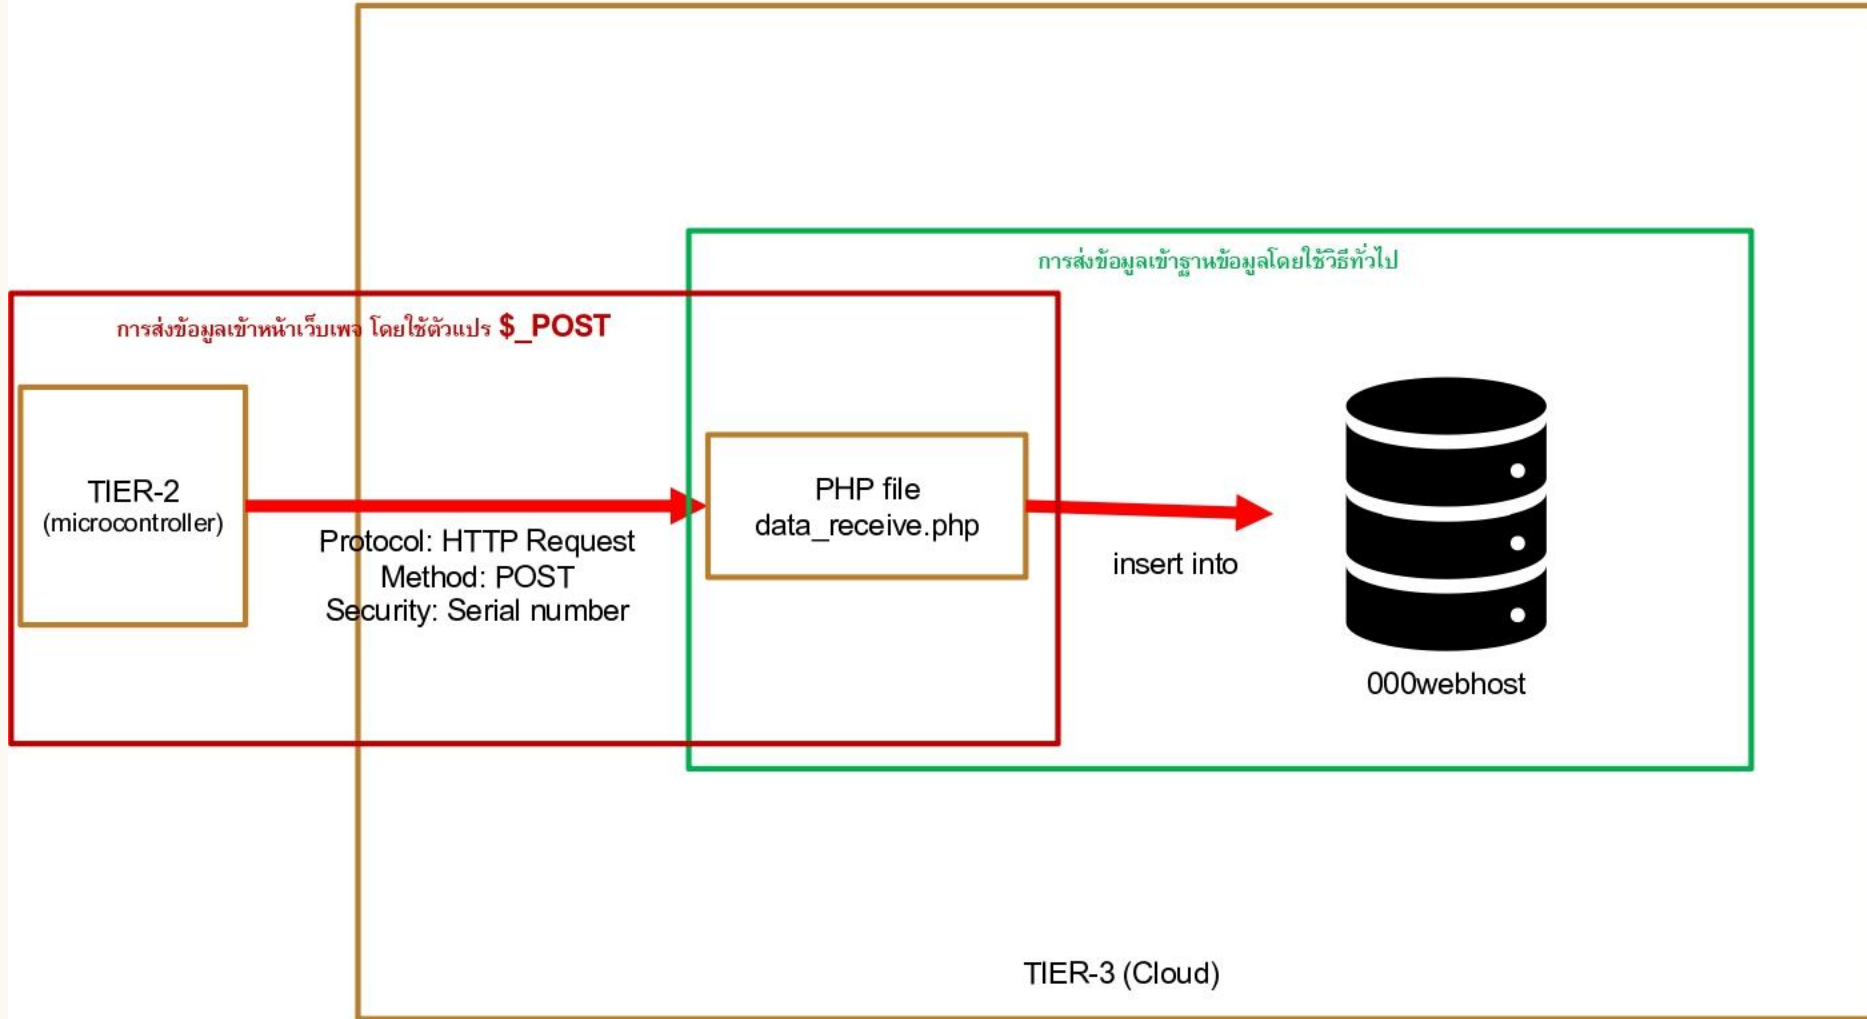 การส่งข้อมูลเข้าฐานข้อมูลโดยใช้วิธีทั่วไป
การส่งข้อมูลเข้าหน้าเว็บเพจ โดยใช้ตัวแปร $_POST
TIER-2
(microcontroller)
Protocol: HTTP Request
Method: POST
Security: Serial number
PHP file
data_receive.php
insert into
000webhost
TIER-3 (Cloud)